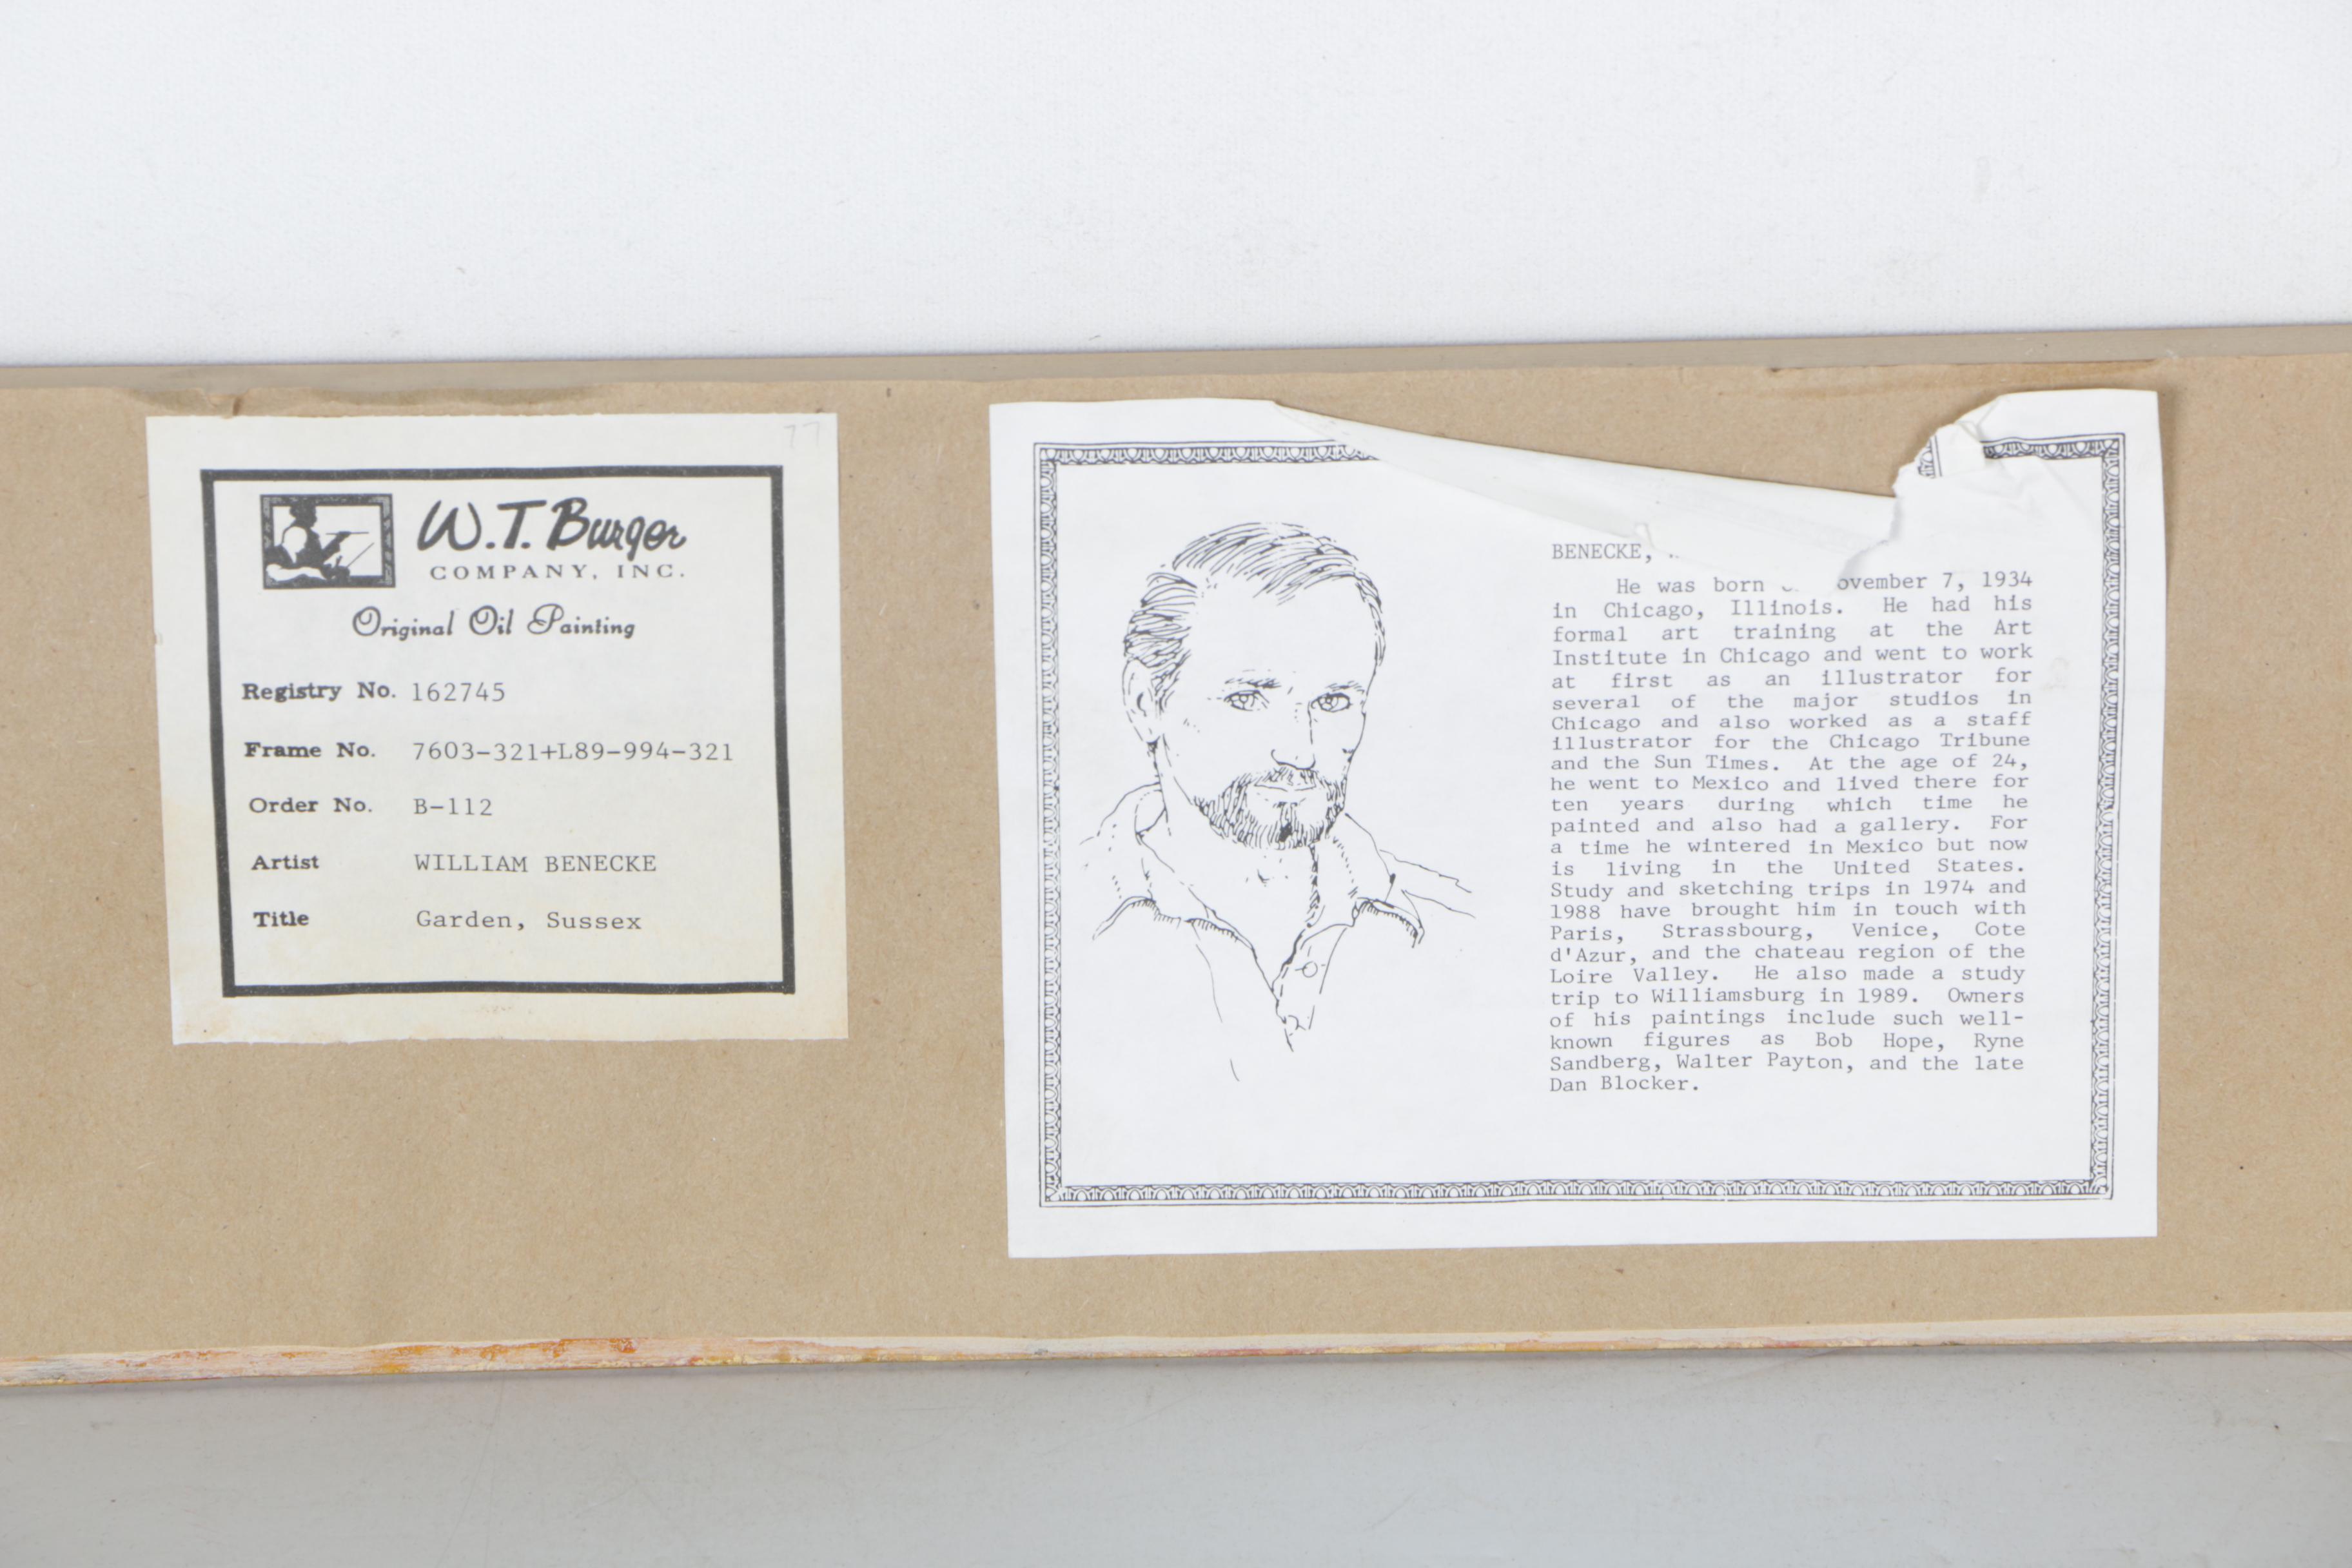 77
W.T. Burger
COMPANY, INC.
Original Oil Painting
Registry No. 162745
Frame No. 7603-321+L89-994-321
Order No. B-112
Artist WILLIAM BENECKE
Title Garden, Sussex
BENECKE,
He was born ovember 7, 1934
in Chicago, Illinois. He had his
formal art training at the Art
Institute in Chicago and went to work
at first as an illustrator for
several of the major studios in
Chicago and also worked as a staff
illustrator for the Chicago Tribune
and the Sun Times. At the age of 24,
he went to Mexico and lived there for
ten years during which time he
painted and also had a gallery. For
a time he wintered in Mexico but now
is living in the United States.
Study and sketching trips in 1974 and
1988 have brought him in touch with
Paris, Strassbourg, Venice, Cote
d'Azur, and the chateau region of the
Loire Valley. He also made a study
trip to Williamsburg in 1989. Owners
of his paintings include such well-
known figures as Bob Hope, Ryne
Sandberg, Walter Payton, and the late
Dan Blocker.